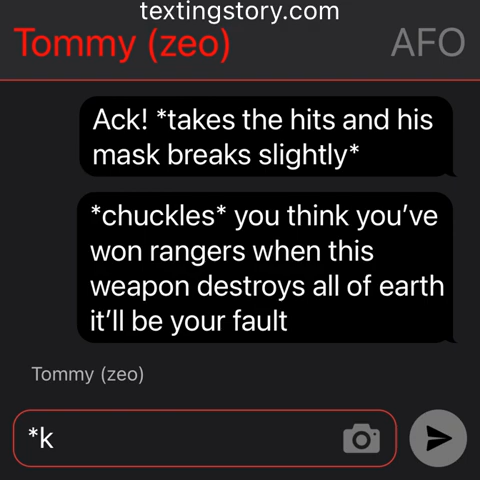 textingstory.com
Tommy (zeo) AFO
Ack! *takes the hits and his
mask breaks slightly*
*chuckles* you think you’ve
won rangers when this
weapon destroys all of earth
it’ll be your fault
Tommy (zeo)
*k